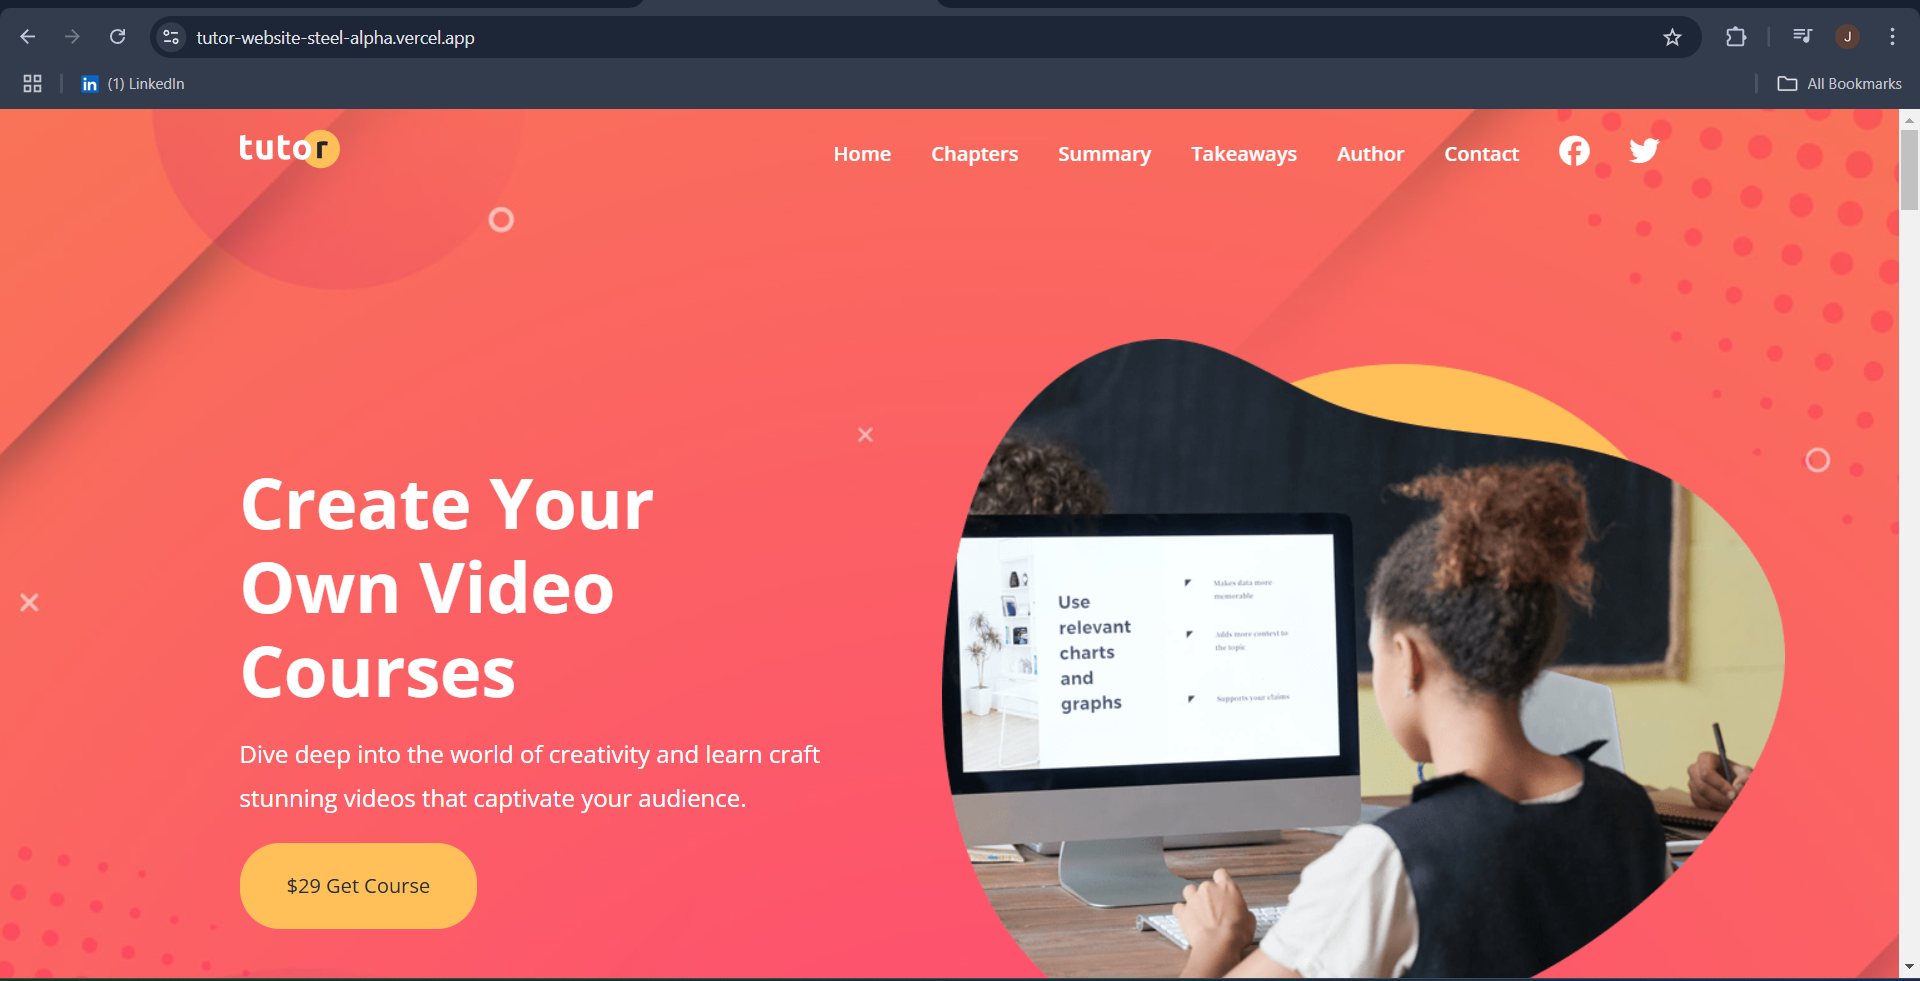 tutor-website-steel-alpha.vercel.app
J
in (1) LinkedIn
All Bookmarks
tutor
Home Chapters Summary Takeaways Author Contact
Create Your
Own Video
Courses
Dive deep into the world of creativity and learn craft
stunning videos that captivate your audience.
$29 Get Course
Use
relevant
charts
and
graphs
Makes data more
memorable
Adds more context to
the topic
Supports your claims